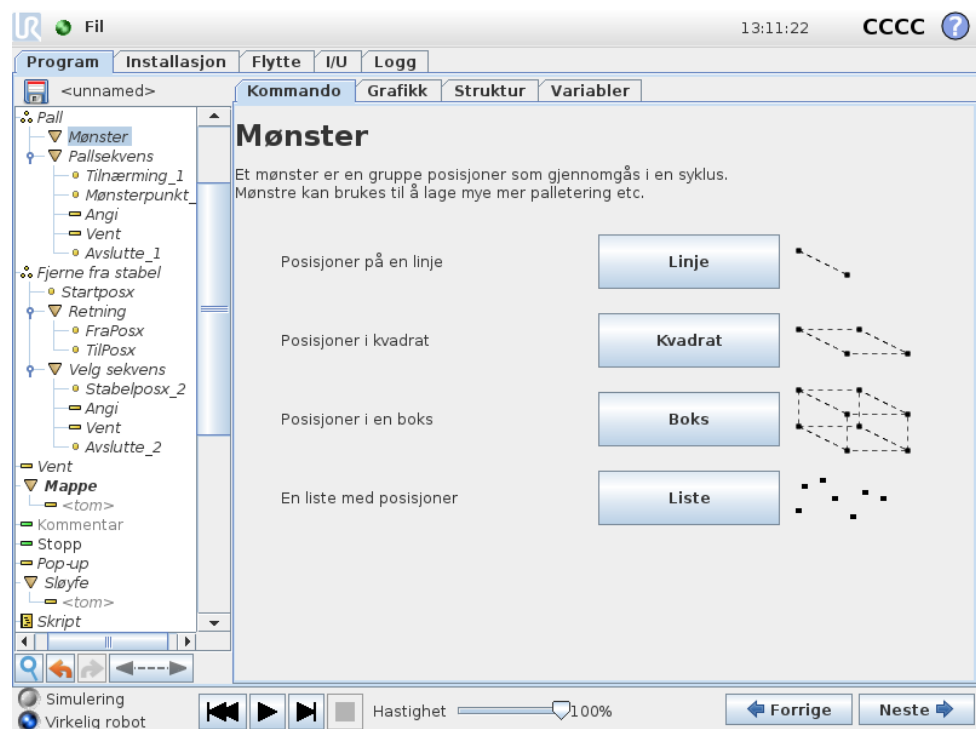 UR Fil 13:11:22 CCCC ?
Program Installasjon Flytte I/U Logg
<unnamed> Kommando Grafikk Struktur Variabler
Pall
Mønster
Pallsekvens
Tilnærming_1
Mønsterpunkt_
Angi
Vent
Avslutte_1
Fjerne fra stabel
Startposx
Retning
FraPosx
TilPosx
Velg sekvens
Stabelposx_2
Angi
Vent
Avslutte_2
Vent
Mappe
<tom>
Kommentar
Stopp
Pop-up
Sløyfe
<tom>
Skript
Mønster
Et mønster er en gruppe posisjoner som gjennomgås i en syklus.
Mønstre kan brukes til å lage mye mer palletering etc.
Posisjoner på en linje Linje
Posisjoner i kvadrat Kvadrat
Posisjoner i en boks Boks
En liste med posisjoner Liste
Simulering
Virkelig robot
Hastighet 100%
Forrige Neste